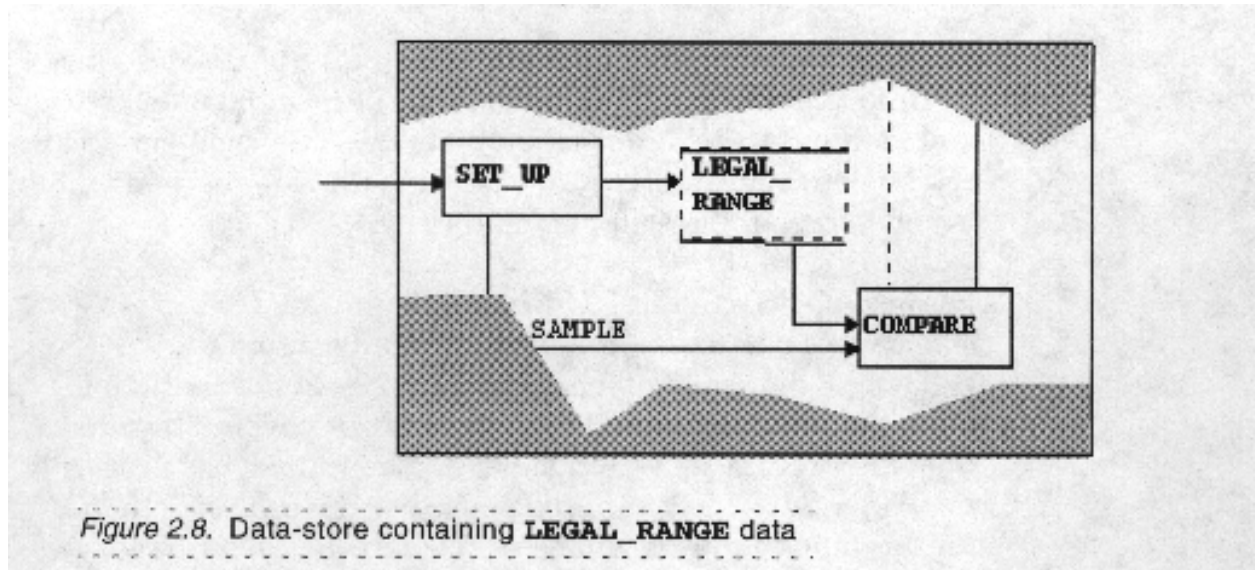 SET_UP
LEGAL_
RANGE
SAMPLE
COMPARE
Figure 2.8. Data-store containing LEGAL_RANGE data